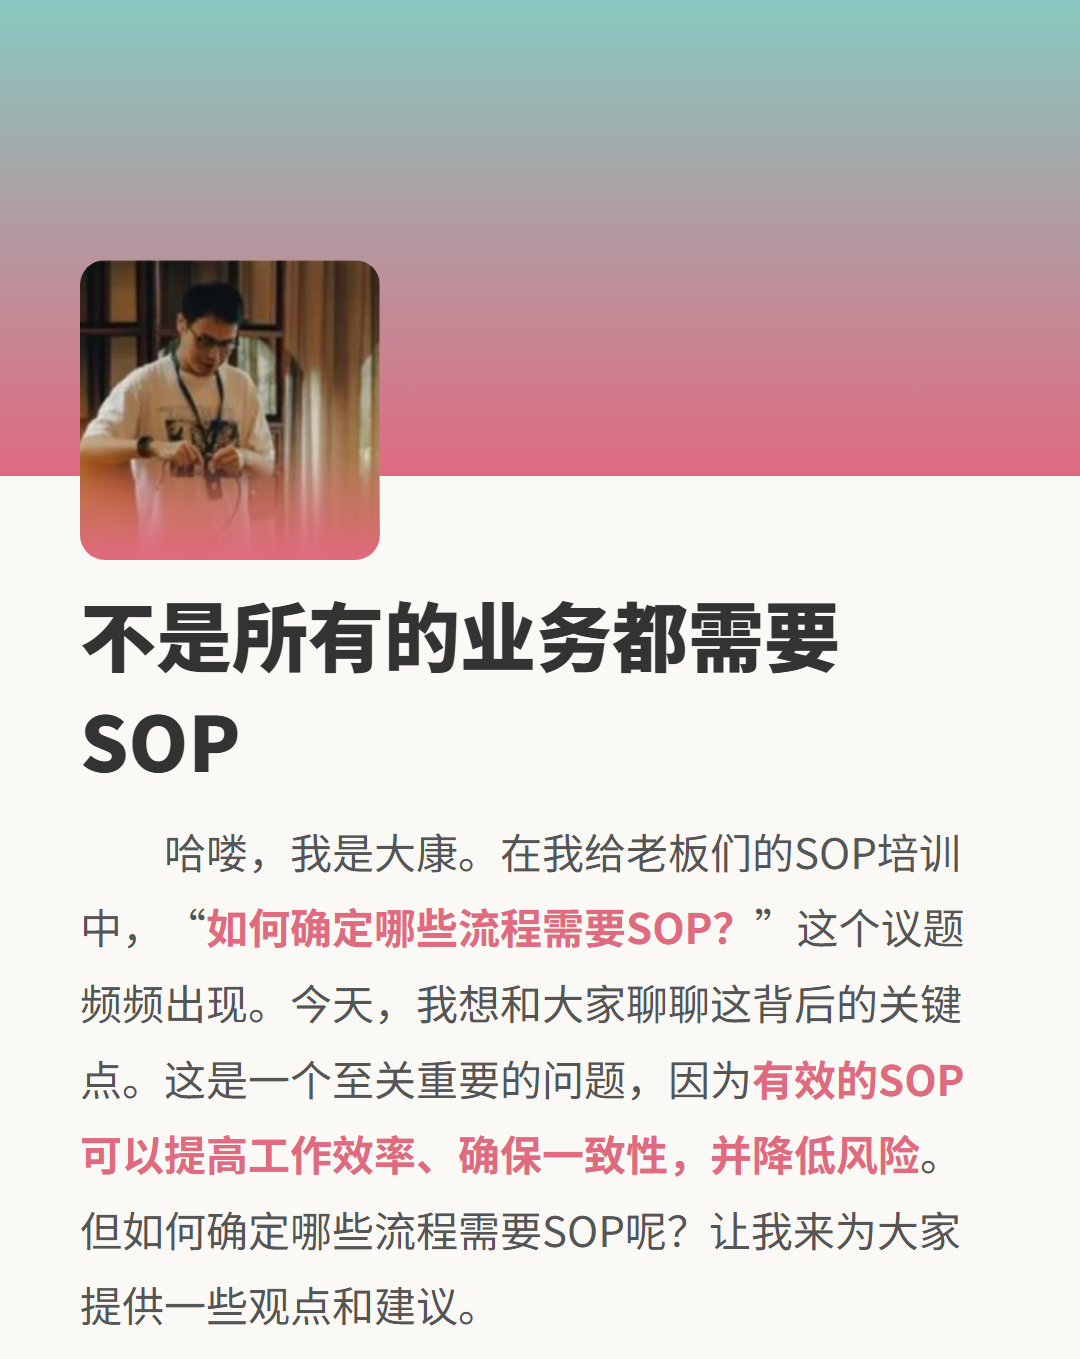 不是所有的业务都需要
SOP
哈喽，我是大康。在我给老板们的SOP培训
中，“如何确定哪些流程需要SOP？”这个议题
频频出现。今天，我想和大家聊聊这背后的关键
点。这是一个至关重要的问题，因为有效的SOP
可以提高工作效率、确保一致性，并降低风险。
但如何确定哪些流程需要SOP呢？让我来为大家
提供一些观点和建议。